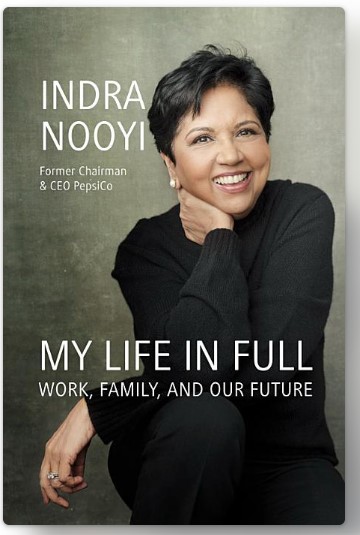 INDRA
NOOYI
Former Chairman
& CEO PepsiCo
MY LIFE IN FULL
WORK, FAMILY, AND OUR FUTURE